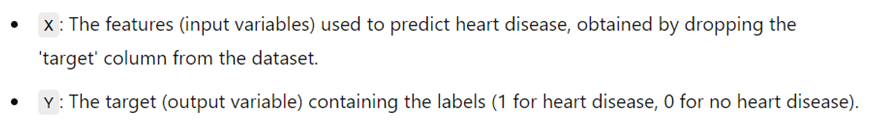 • X: The features (input variables) used to predict heart disease, obtained by dropping the
'target' column from the dataset.
• Y: The target (output variable) containing the labels (1 for heart disease, 0 for no heart disease).